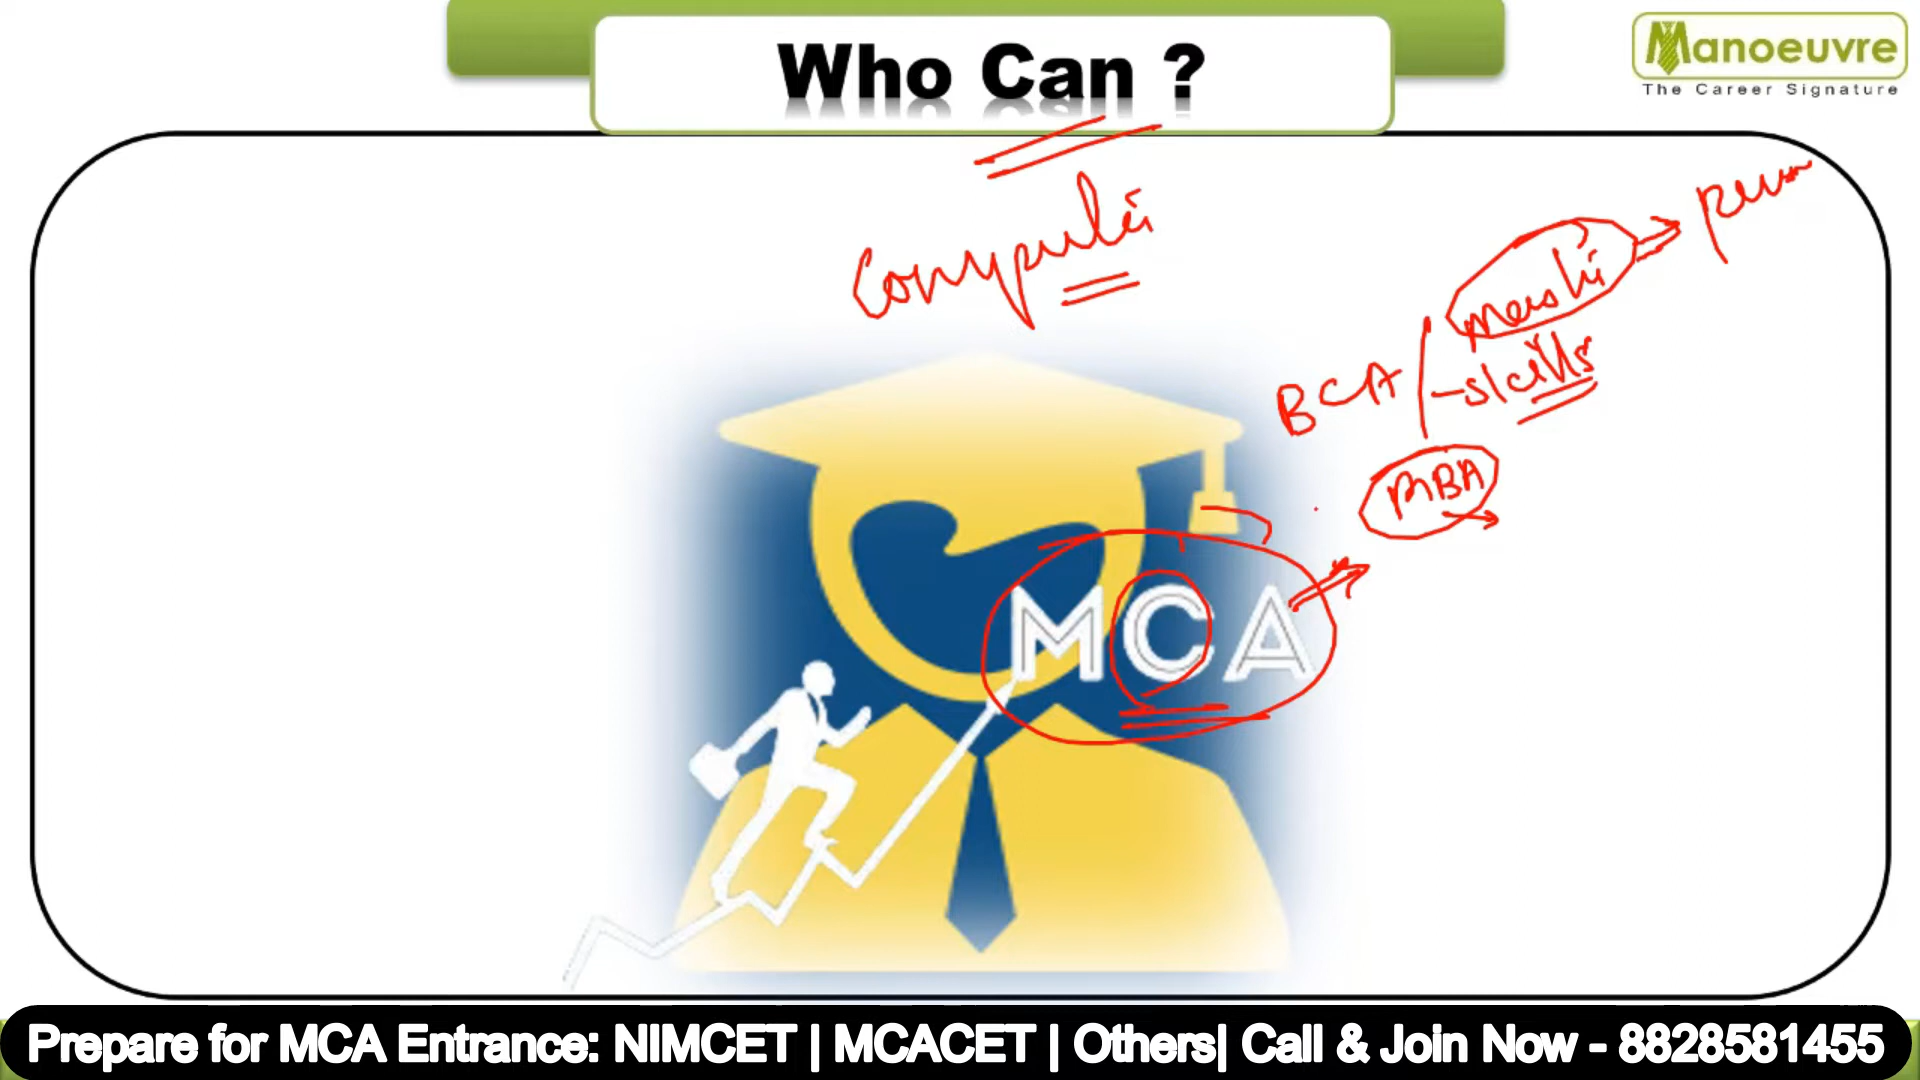 Who Can ?
Manoeuvre
The Career Signature
Computer
BCA
-skills
MBA
MCA
Prepare for MCA Entrance: NIMCET | MCACET | Others| Call & Join Now - 8828581455